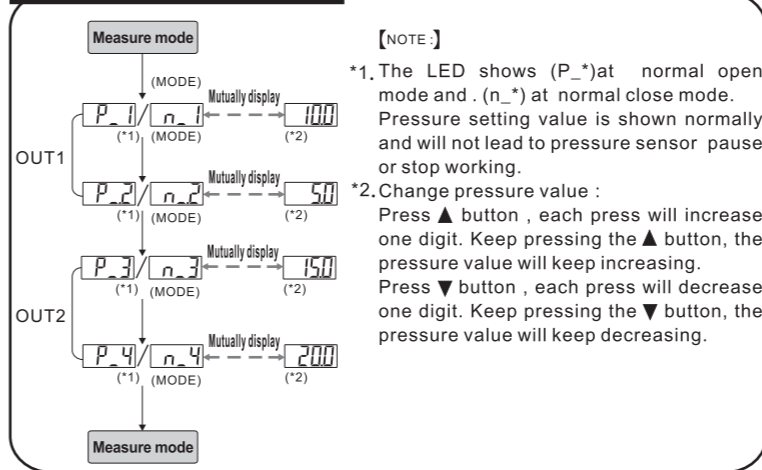 Measure mode
(MODE)
OUT1
P_1 / n_1 Mutually display 10.0
(*1) (MODE) (*2)
P_2 / n_2 Mutually display 5.0
(*1) (MODE) (*2)
OUT2
P_3 / n_3 Mutually display 15.0
(*1) (MODE) (*2)
P_4 / n_4 Mutually display 20.0
(*1) (MODE) (*2)
Measure mode
【NOTE:】
*1. The LED shows (P_*)at normal open
mode and . (n_*) at normal close mode.
Pressure setting value is shown normally
and will not lead to pressure sensor pause
or stop working.
*2. Change pressure value :
Press ▲ button , each press will increase
one digit. Keep pressing the ▲ button, the
pressure value will keep increasing.
Press ▼ button , each press will decrease
one digit. Keep pressing the ▼ button, the
pressure value will keep decreasing.